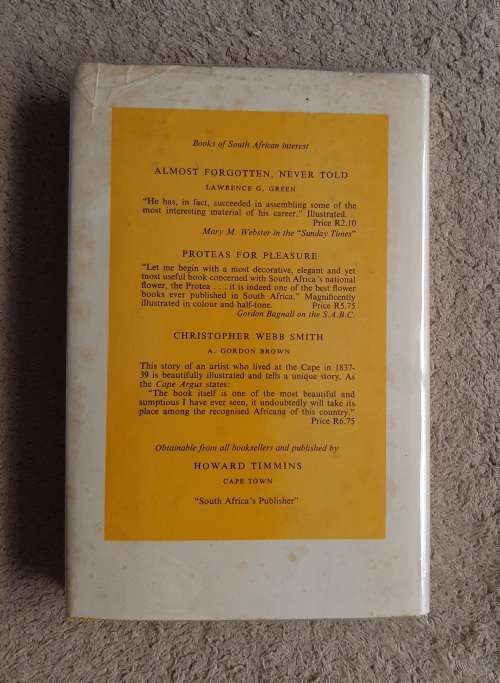 Books of South African interest
ALMOST FORGOTTEN, NEVER TOLD
LAWRENCE G. GREEN
"He has, in fact, succeeded in assembling some of the
most interesting material of his career." Illustrated.
Price R2.10
Mary M. Webster in the "Sunday Times"
PROTEAS FOR PLEASURE
"Let me begin with a most decorative, elegant and yet
most useful book concerned with South Africa's national
flower, the Protea . . . it is indeed one of the best flower
books ever published in South Africa." Magnificently
illustrated in colour and half-tone. Price R5.75
Gordon Bagnall on the S.A.B.C.
CHRISTOPHER WEBB SMITH
A. GORDON BROWN
This story of an artist who lived at the Cape in 1837-
39 is beautifully illustrated and tells a unique story. As
the Cape Argus states:
"The book itself is one of the most beautiful and
sumptious I have ever seen, it undoubtedly will take its
place among the recognised Africana of this country."
Price R6.75
Obtainable from all booksellers and published by
HOWARD TIMMINS
CAPE TOWN
"South Africa's Publisher"